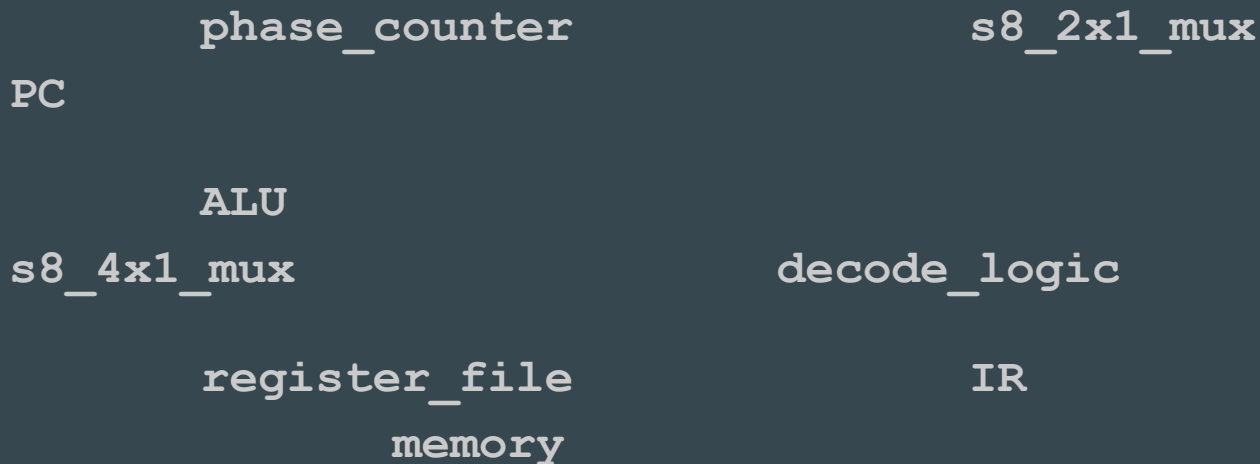 phase_counter s8_2x1_mux
PC
ALU
s8_4x1_mux decode_logic
register_file IR
memory